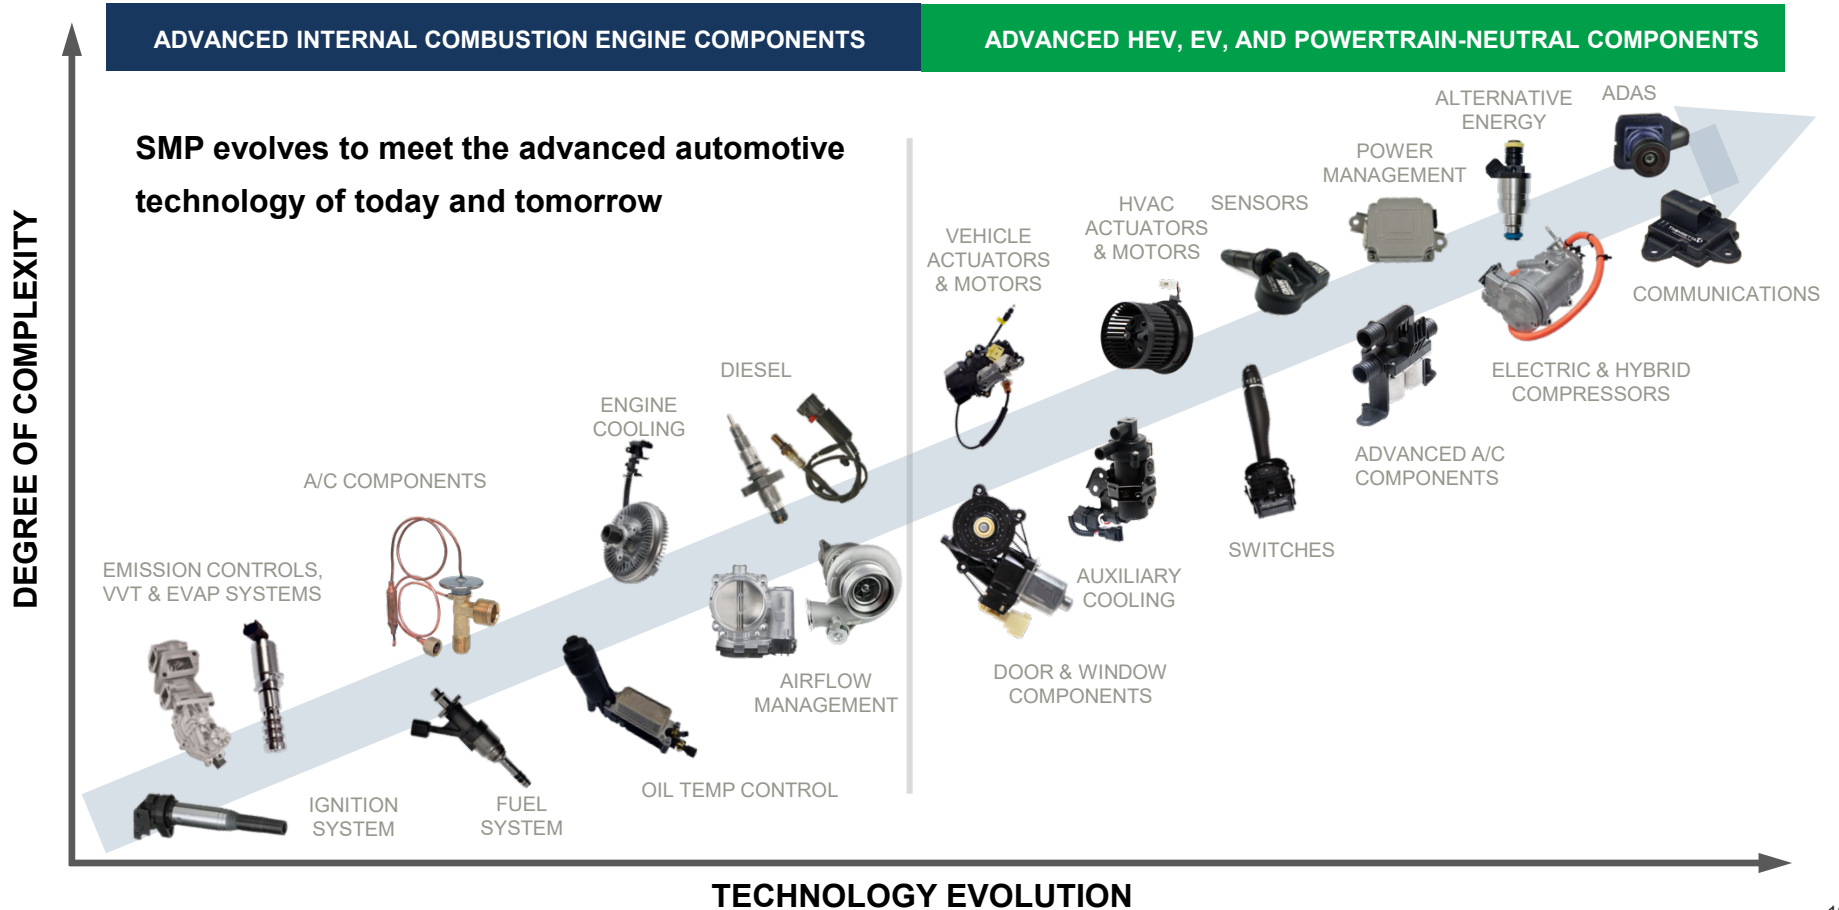 ADVANCED INTERNAL COMBUSTION ENGINE COMPONENTS
ADVANCED HEV, EV, AND POWERTRAIN-NEUTRAL COMPONENTS
SMP evolves to meet the advanced automotive
technology of today and tomorrow
DEGREE OF COMPLEXITY
EMISSION CONTROLS,
VVT & EVAP SYSTEMS
IGNITION
SYSTEM
A/C COMPONENTS
FUEL
SYSTEM
ENGINE
COOLING
OIL TEMP CONTROL
DIESEL
AIRFLOW
MANAGEMENT
VEHICLE
ACTUATORS
& MOTORS
DOOR & WINDOW
COMPONENTS
HVAC
ACTUATORS
& MOTORS
AUXILIARY
COOLING
SENSORS
SWITCHES
POWER
MANAGEMENT
ADVANCED A/C
COMPONENTS
ALTERNATIVE
ENERGY
ELECTRIC & HYBRID
COMPRESSORS
ADAS
COMMUNICATIONS
TECHNOLOGY EVOLUTION